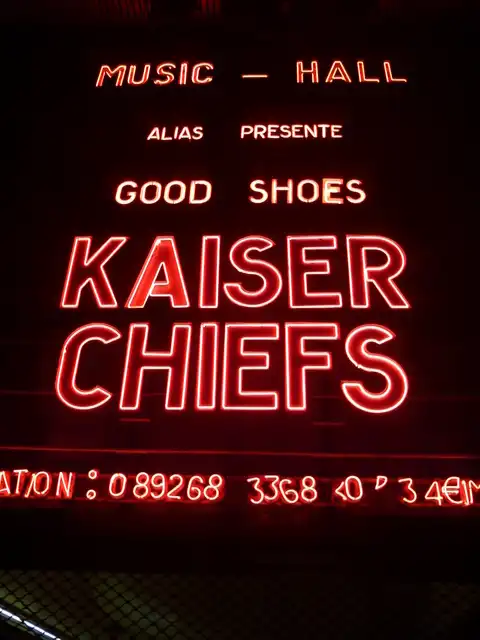 MUSIC — HALL
ALIAS PRESENTE
GOOD SHOES
KAISER
CHIEFS
ATION : 089268 3368